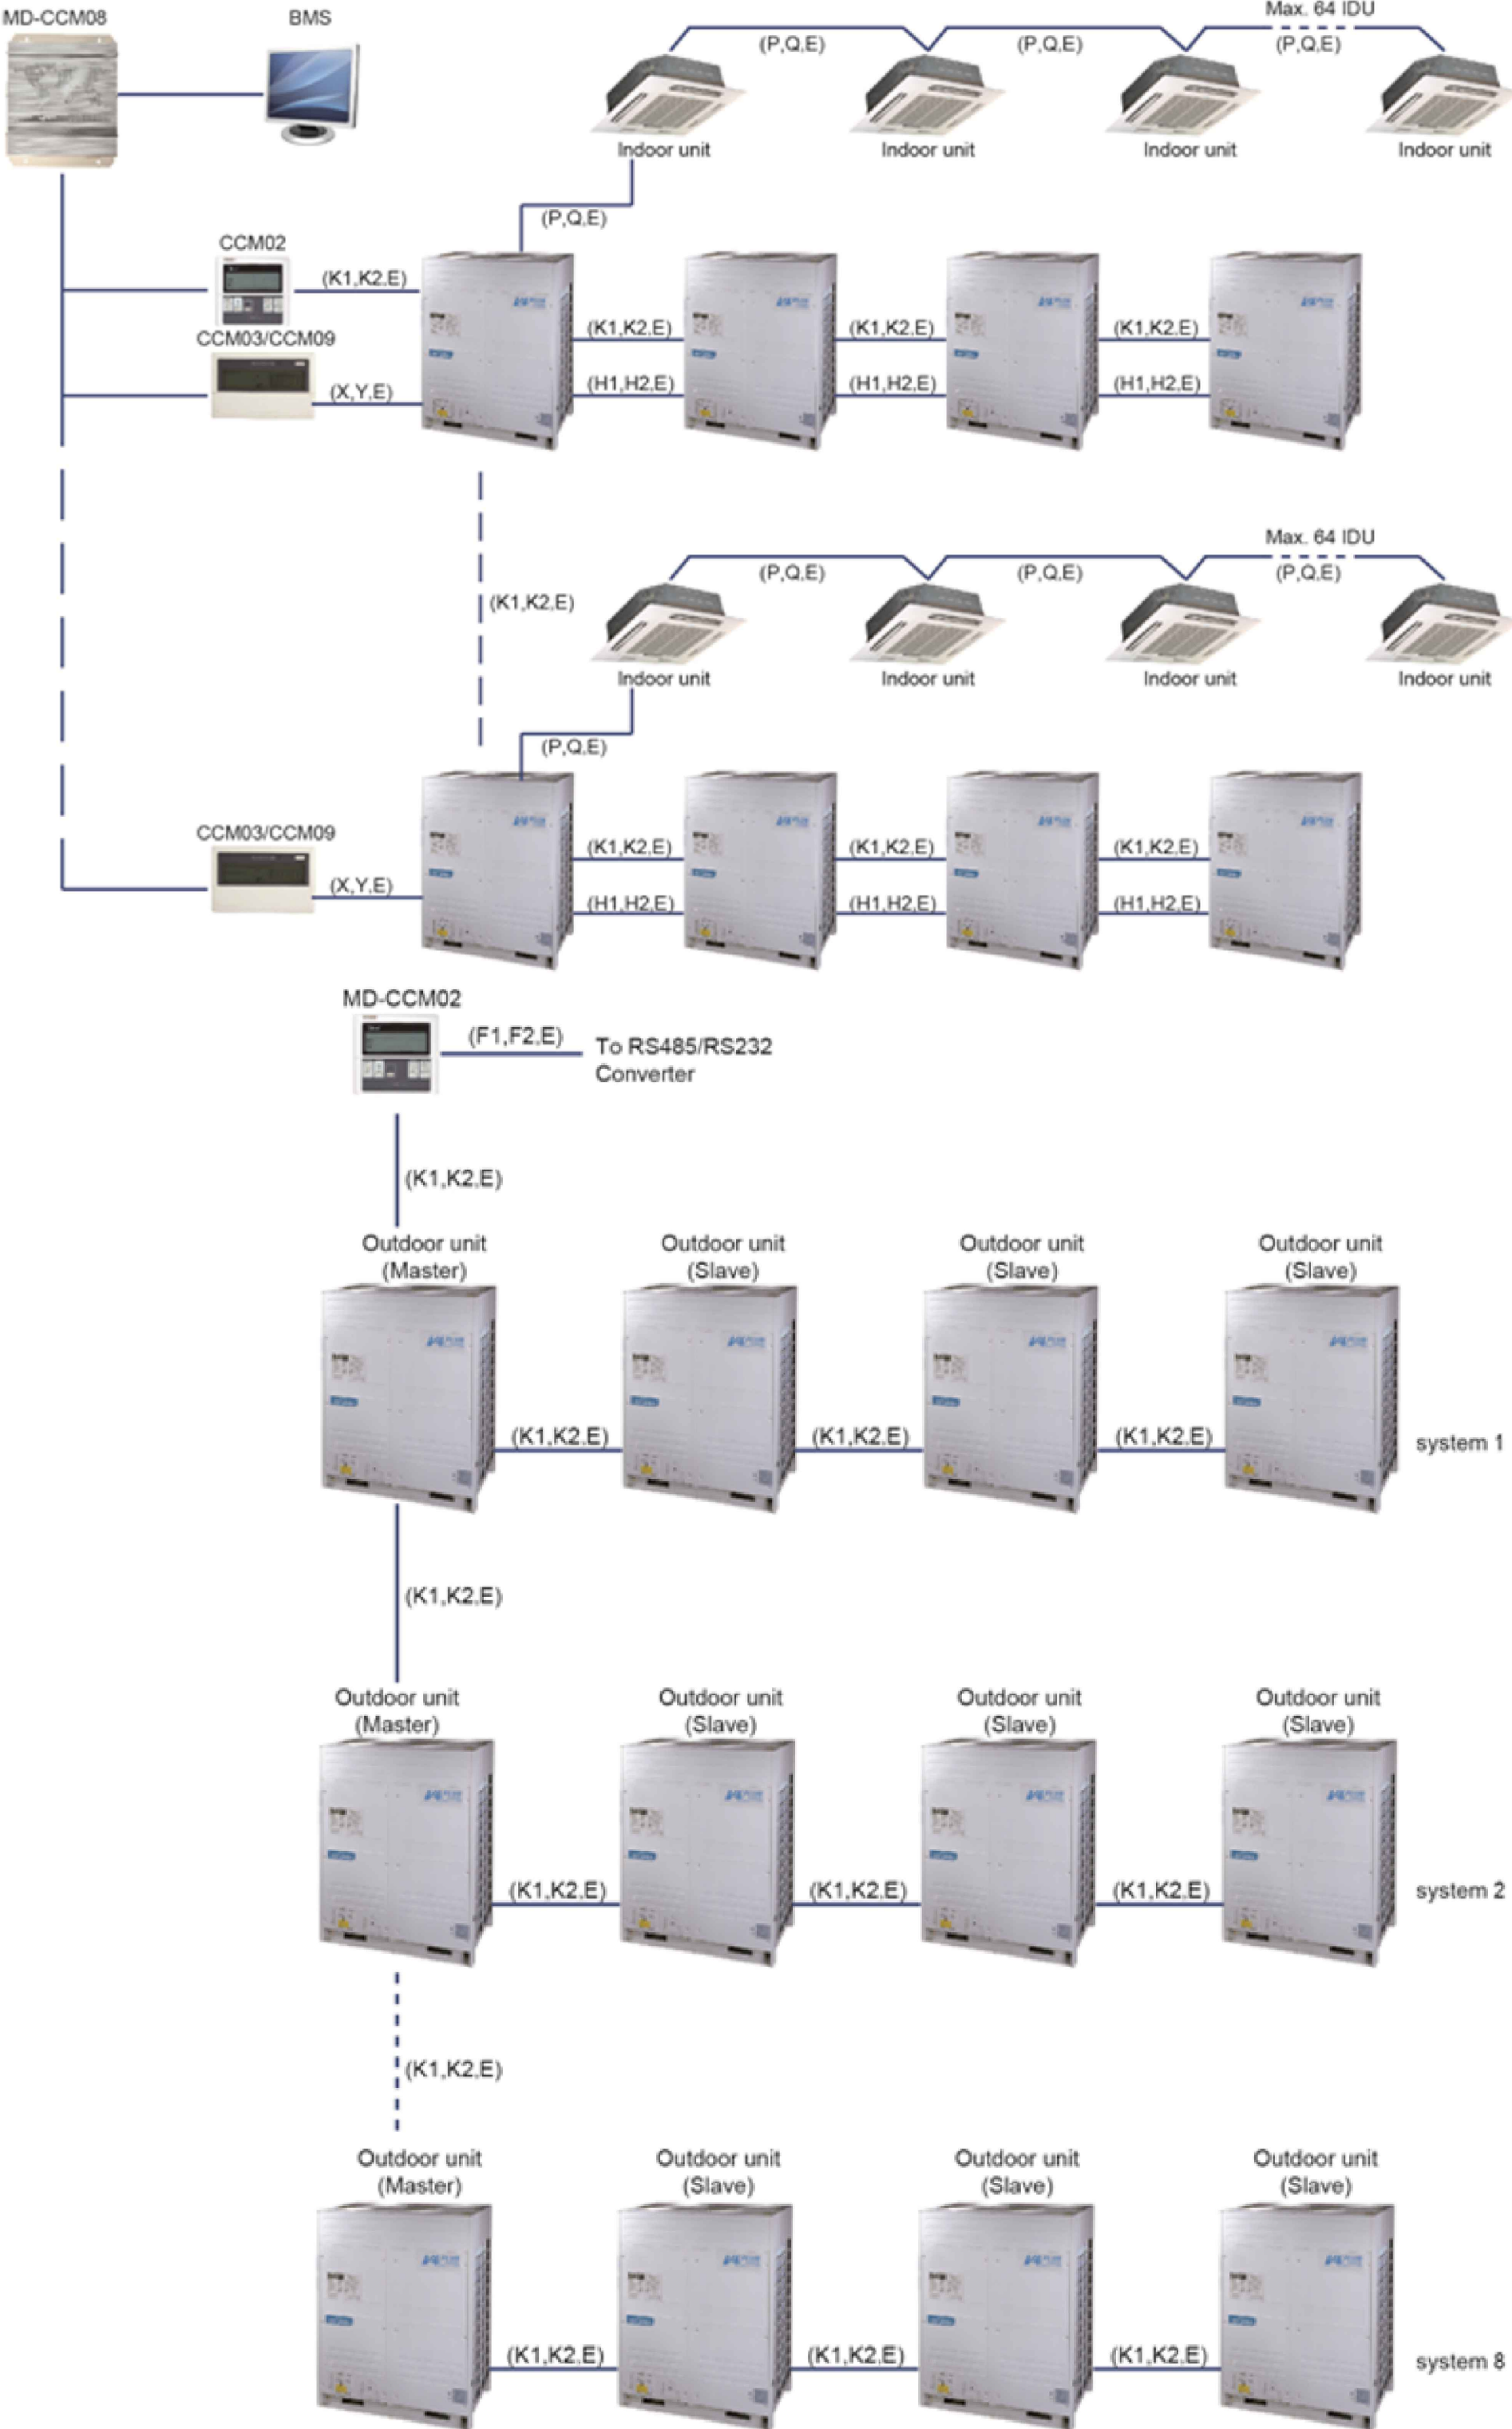 MD-CCM08
BMS
Max. 64 IDU
(P,Q,E)
(P,Q,E)
(P,Q,E)
Indoor unit
Indoor unit
Indoor unit
Indoor unit
(P,Q,E)
CCM02
(K1,K2,E)
CCM03/CCM09
(K1,K2,E)
(K1,K2,E)
(K1,K2,E)
(X,Y,E)
(H1,H2,E)
(H1,H2,E)
(H1,H2,E)
Max. 64 IDU
(P,Q,E)
(P,Q,E)
(P,Q,E)
(K1,K2,E)
Indoor unit
Indoor unit
Indoor unit
Indoor unit
(P,Q,E)
CCM03/CCM09
(K1,K2,E)
(K1,K2,E)
(K1,K2,E)
(X,Y,E)
(H1,H2,E)
(H1,H2,E)
(H1,H2,E)
MD-CCM02
(F1,F2,E)
To RS485/RS232
Converter
(K1,K2,E)
Outdoor unit
(Master)
Outdoor unit
(Slave)
Outdoor unit
(Slave)
Outdoor unit
(Slave)
(K1,K2,E)
(K1,K2,E)
(K1,K2,E)
system 1
(K1,K2,E)
Outdoor unit
(Master)
Outdoor unit
(Slave)
Outdoor unit
(Slave)
Outdoor unit
(Slave)
(K1,K2,E)
(K1,K2,E)
(K1,K2,E)
system 2
(K1,K2,E)
Outdoor unit
(Master)
Outdoor unit
(Slave)
Outdoor unit
(Slave)
Outdoor unit
(Slave)
(K1,K2,E)
(K1,K2,E)
(K1,K2,E)
system 8